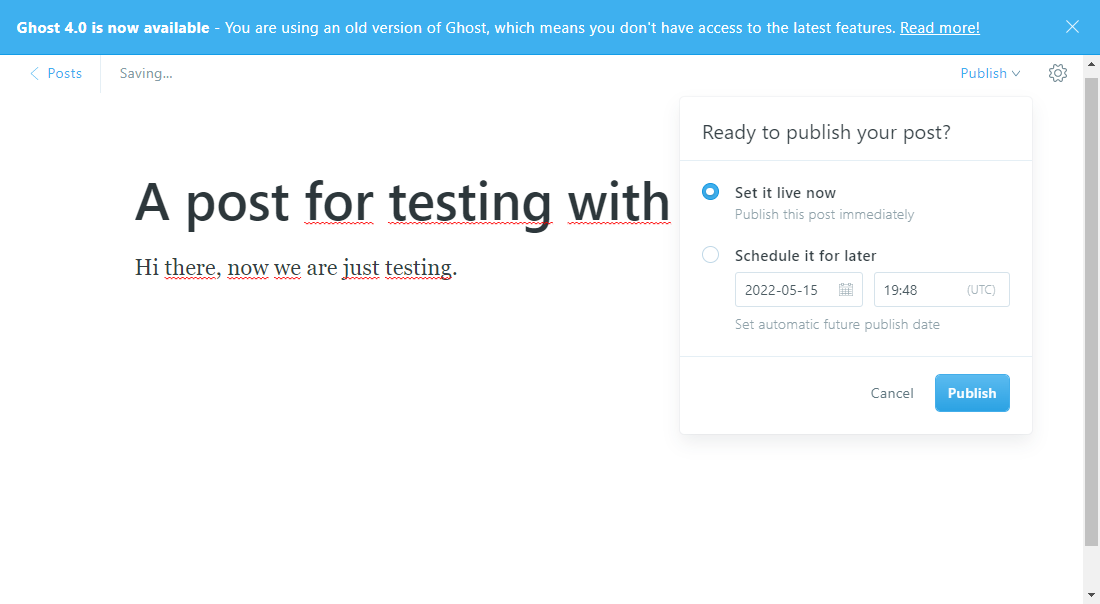 Ghost 4.0 is now available - You are using an old version of Ghost, which means you don't have access to the latest features. Read more!
Posts
Saving...
Publish
Ready to publish your post?
A post for testing with
Hi there, now we are just testing.
Set it live now
Publish this post immediately
Schedule it for later
2022-05-15
19:48 (UTC)
Set automatic future publish date
Cancel
Publish